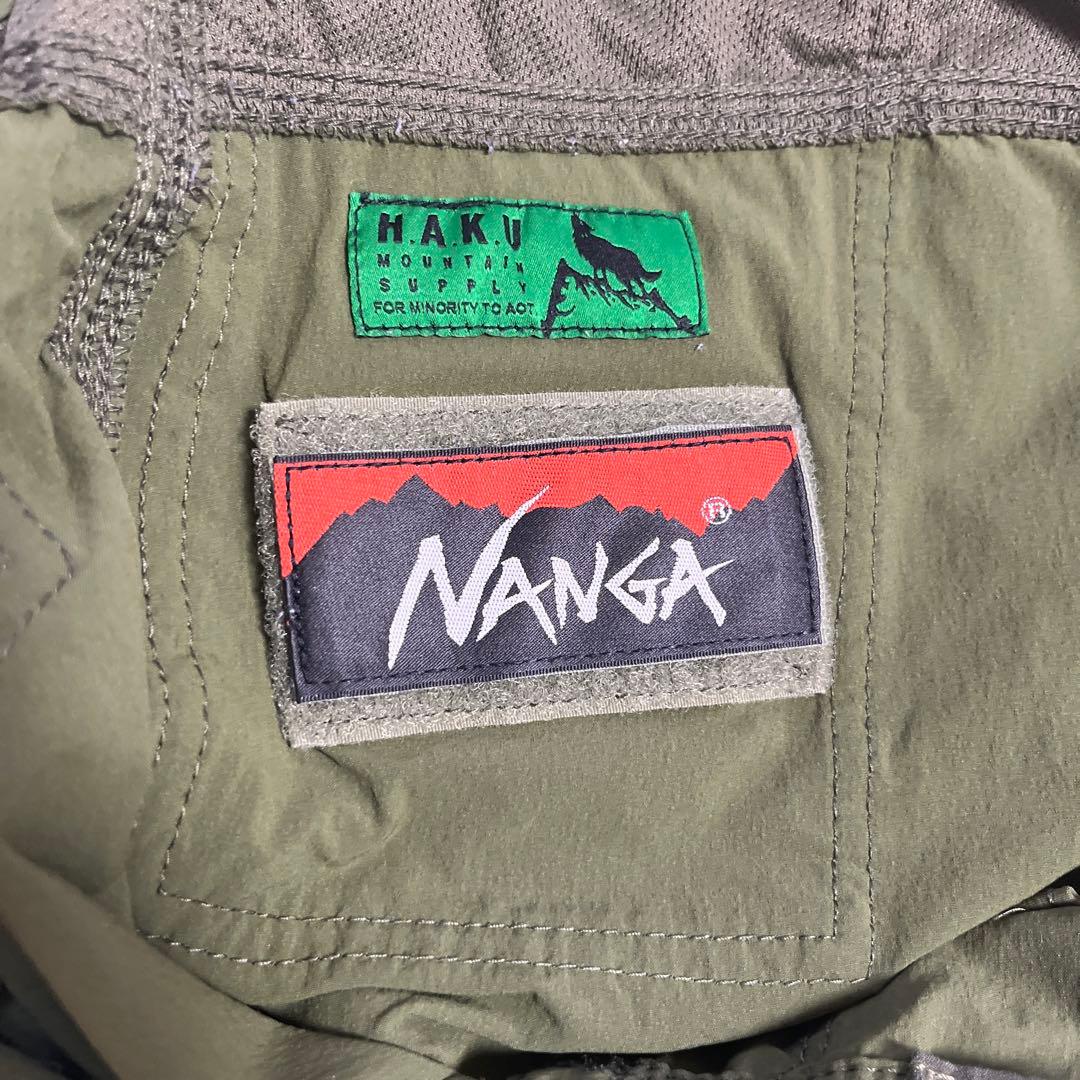 H.A.K.U
MOUNTAIN
SUPPLY
FOR MINORITY TO ACT
NANGA®